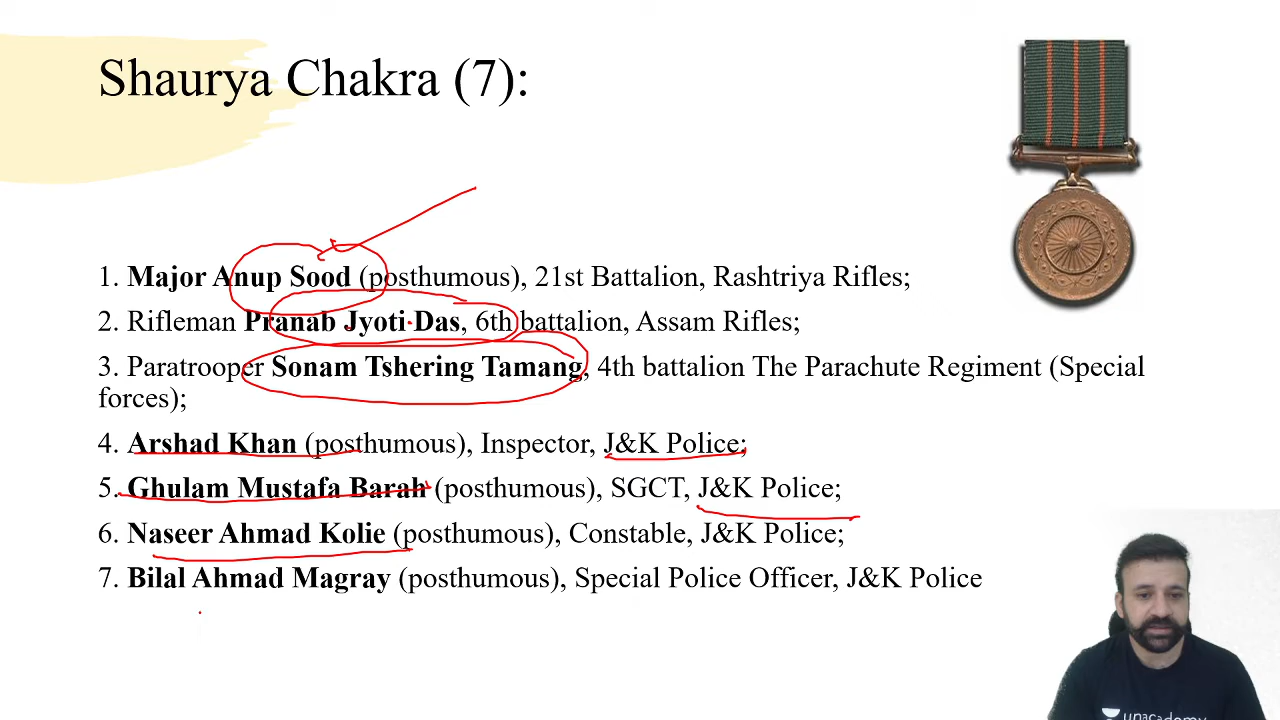 Shaurya Chakra (7):
1. Major Anup Sood (posthumous), 21st Battalion, Rashtriya Rifles;
2. Rifleman Pranab Jyoti Das, 6th battalion, Assam Rifles;
3. Paratrooper Sonam Tshering Tamang, 4th battalion The Parachute Regiment (Special
forces);
4. Arshad Khan (posthumous), Inspector, J&K Police;
5. Ghulam Mustafa Barah (posthumous), SGCT, J&K Police;
6. Naseer Ahmad Kolie (posthumous), Constable, J&K Police;
7. Bilal Ahmad Magray (posthumous), Special Police Officer, J&K Police
unacademy